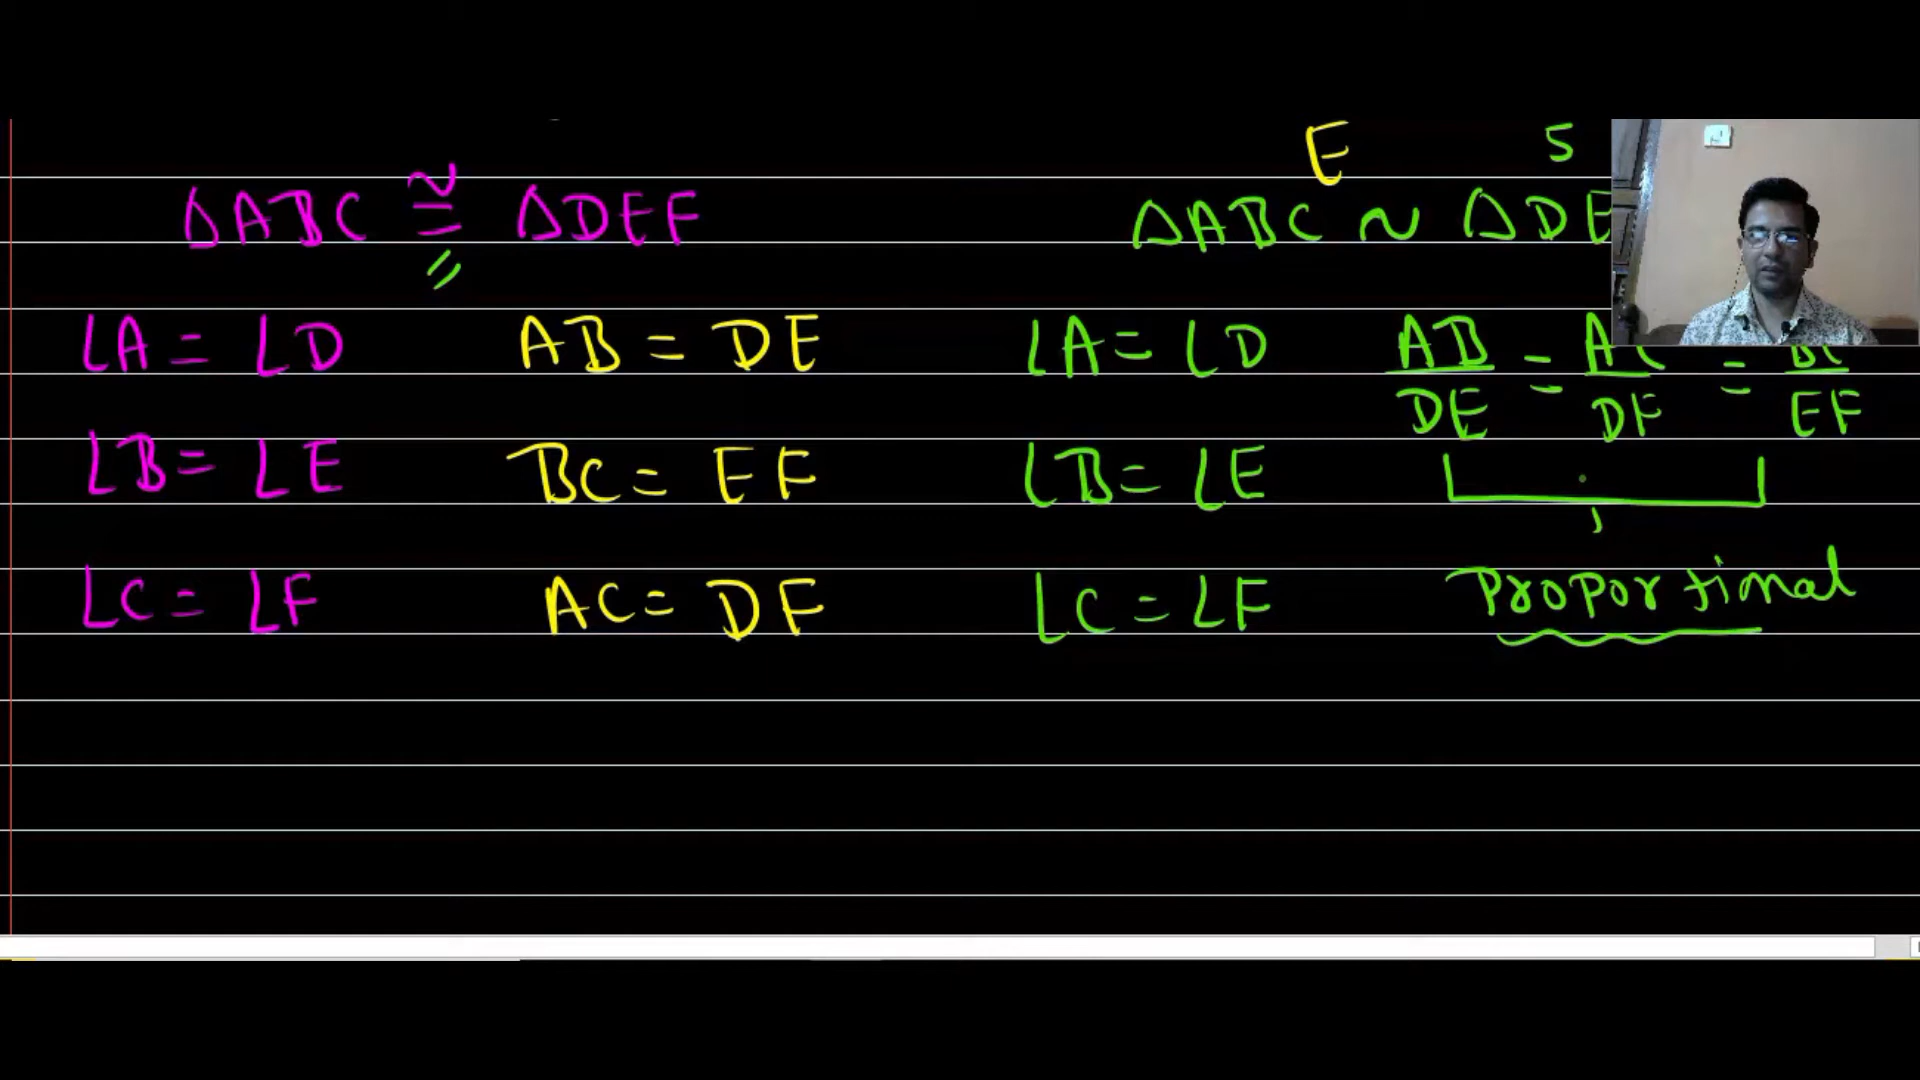 E 5
ΔABC ≅ ΔDEF ΔABC ~ ΔDE
∠A = ∠D AB = DE ∠A = ∠D AB/DE = AC/DF = BC/EF
∠B = ∠E BC = EF ∠B = ∠E
∠C = ∠F AC = DF ∠C = ∠F Proportional